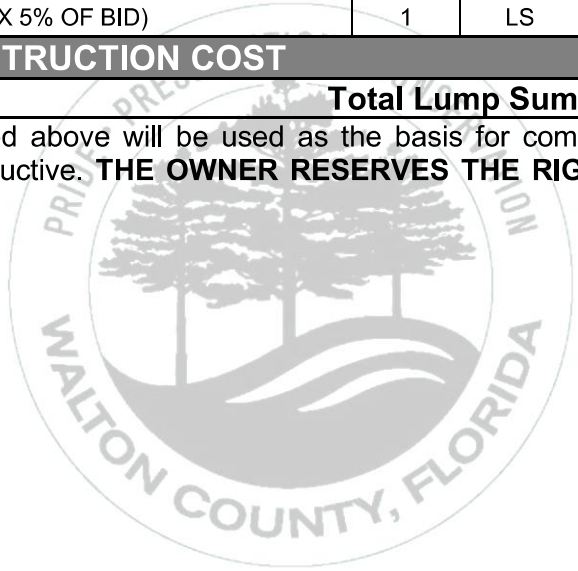 X 5% OF BID) 1 LS
TRUCTION COST
Total Lump Sum
ed above will be used as the basis for com
uctive. THE OWNER RESERVES THE RIG
WALTON COUNTY, FLORIDA